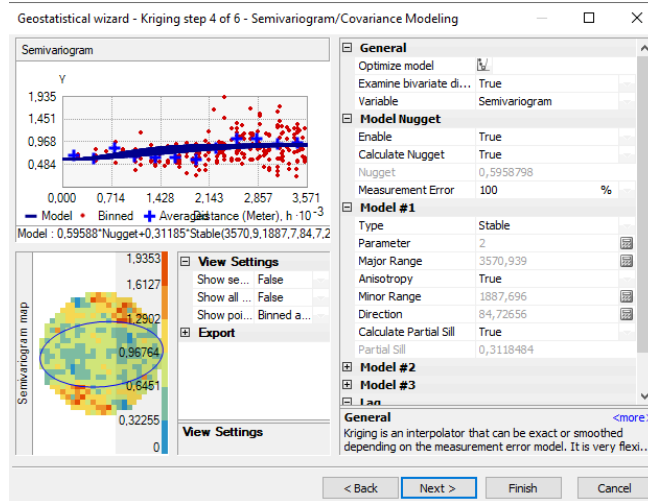 Geostatistical wizard - Kriging step 4 of 6 - Semivariogram/Covariance Modeling
Semivariogram
Y
1,935
1,451
0,968
0,484
0,000 0,714 1,428 2,143 2,857 3,571
Model Binned Averaged Distance (Meter), h ·10⁻³
Model : 0,59588*Nugget+0,31185*Stable(3570,9,1887,7,84,7,2
Semivariogram map
1,9353
1,6127
1,2902
0,96764
0,6451
0,32255
0
View Settings
Show se... False
Show all ... False
Show poi... Binned a...
Export
View Settings
General
Optimize model
Examine bivariate di... True
Variable Semivariogram
Model Nugget
Enable True
Calculate Nugget True
Nugget 0,5958798
Measurement Error 100 %
Model #1
Type Stable
Parameter 2
Major Range 3570,939
Anisotropy True
Minor Range 1887,696
Direction 84,72656
Calculate Partial Sill True
Partial Sill 0,3118484
Model #2
Model #3
Lag
General <more>
Kriging is an interpolator that can be exact or smoothed
depending on the measurement error model. It is very flexi...
< Back Next > Finish Cancel